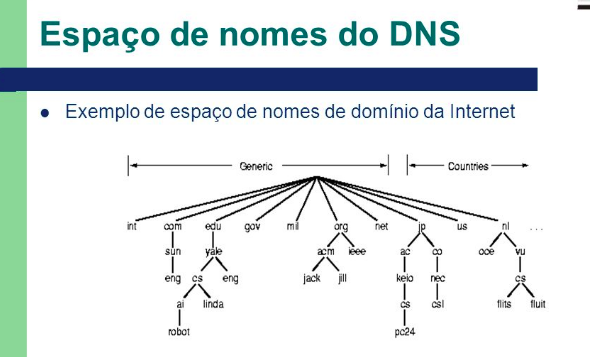 Espaço de nomes do DNS
Exemplo de espaço de nomes de domínio da Internet
Generic Countries
int com edu gov mil org net jp us nl ...
sun yale acm ieee ac co oce vu
eng cs eng jack jill keio nec cs
ai linda cs csl flits fluit
robot pc24